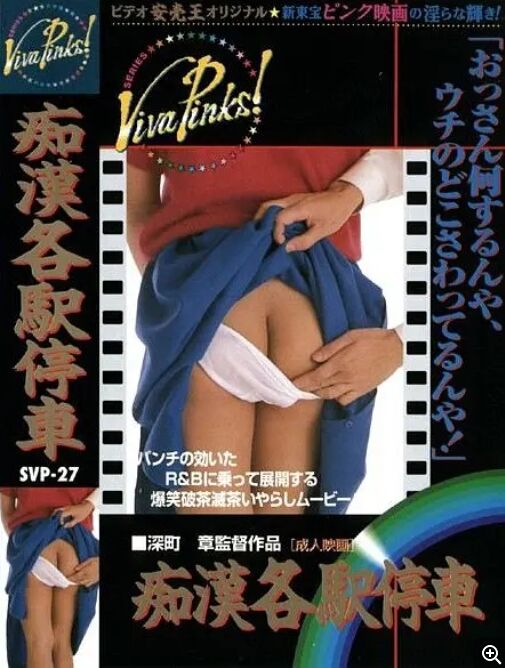 SERIES
Viva Pinks!
痴漢各駅停車
SVP-27
ビデオ安売王オリジナル★新東宝ピンク映画の淫らな輝き!
SERIES
Viva Pinks!
「おっさん何するんや、
ウチのどこさわってるんや!」
パンチの効いた
R&Bに乗って展開する
爆笑破茶滅茶いやらしムービー
■深町 章監督作品 [成人映画]
痴漢各駅停車